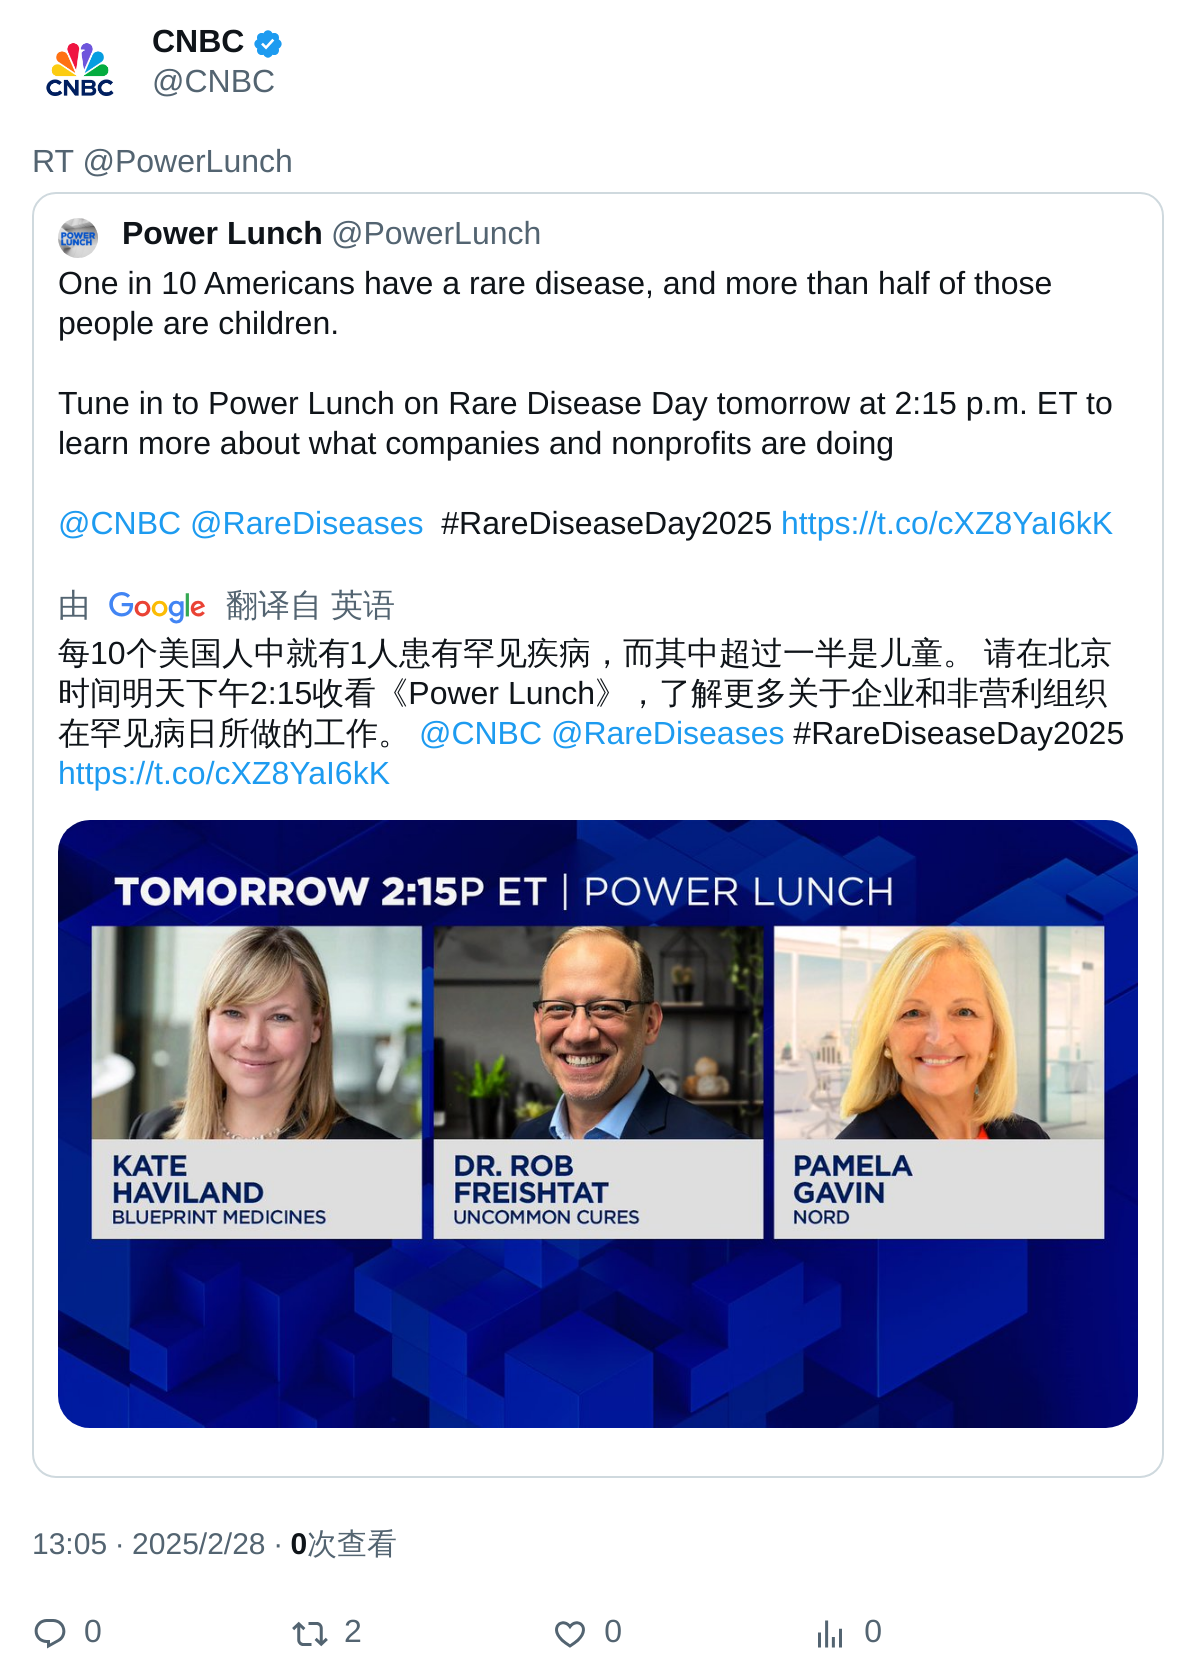 CNBC
@CNBC
CNBC
RT @PowerLunch
POWER
LUNCH
Power Lunch @PowerLunch
One in 10 Americans have a rare disease, and more than half of those
people are children.
Tune in to Power Lunch on Rare Disease Day tomorrow at 2:15 p.m. ET to
learn more about what companies and nonprofits are doing
@CNBC @RareDiseases  #RareDiseaseDay2025 https://t.co/cXZ8YaI6kK
由 Google 翻译自 英语
每10个美国人中就有1人患有罕见疾病，而其中超过一半是儿童。 请在北京
时间明天下午2:15收看《Power Lunch》，了解更多关于企业和非营利组织
在罕见病日所做的工作。 @CNBC @RareDiseases #RareDiseaseDay2025
https://t.co/cXZ8YaI6kK
TOMORROW 2:15P ET | POWER LUNCH
KATE
HAVILAND
BLUEPRINT MEDICINES
DR. ROB
FREISHTAT
UNCOMMON CURES
PAMELA
GAVIN
NORD
13:05 · 2025/2/28 · 0次查看
0 2 0 0